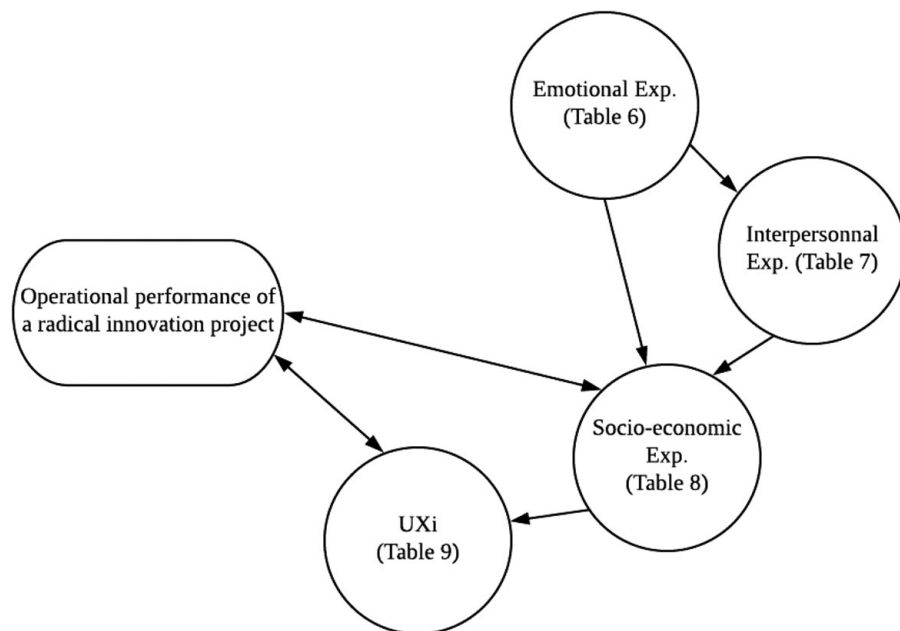 Emotional Exp.
(Table 6)
Interpersonnal
Exp. (Table 7)
Operational performance of
a radical innovation project
Socio-economic
Exp.
(Table 8)
UXi
(Table 9)